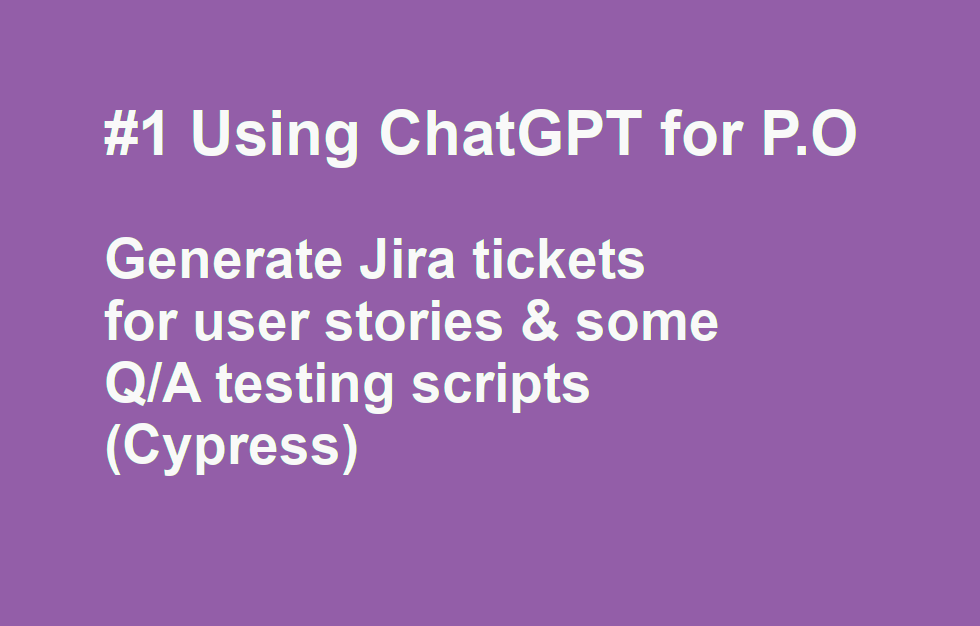 #1 Using ChatGPT for P.O
Generate Jira tickets
for user stories & some
Q/A testing scripts
(Cypress)